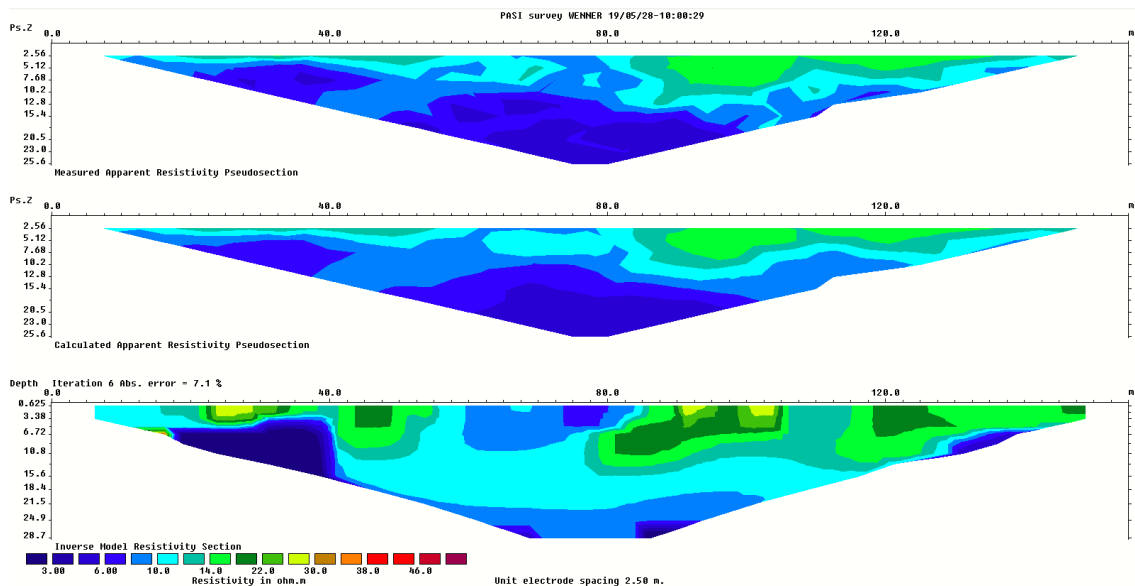 PASI survey WENNER 19/05/28-10:00:29
Ps.Z
0.0 40.0 80.0 120.0 m
2.56
5.12
7.68
10.2
12.8
15.4
20.5
23.0
25.6
Measured Apparent Resistivity Pseudosection
Ps.Z
0.0 40.0 80.0 120.0 m
2.56
5.12
7.68
10.2
12.8
15.4
20.5
23.0
25.6
Calculated Apparent Resistivity Pseudosection
Depth Iteration 6 Abs. error = 7.1 %
0.0 40.0 80.0 120.0 m
0.625
3.38
6.72
10.8
15.6
18.4
21.5
24.9
28.7
Inverse Model Resistivity Section
3.00 6.00 10.0 14.0 22.0 30.0 38.0 46.0
Resistivity in ohm.m Unit electrode spacing 2.50 m.